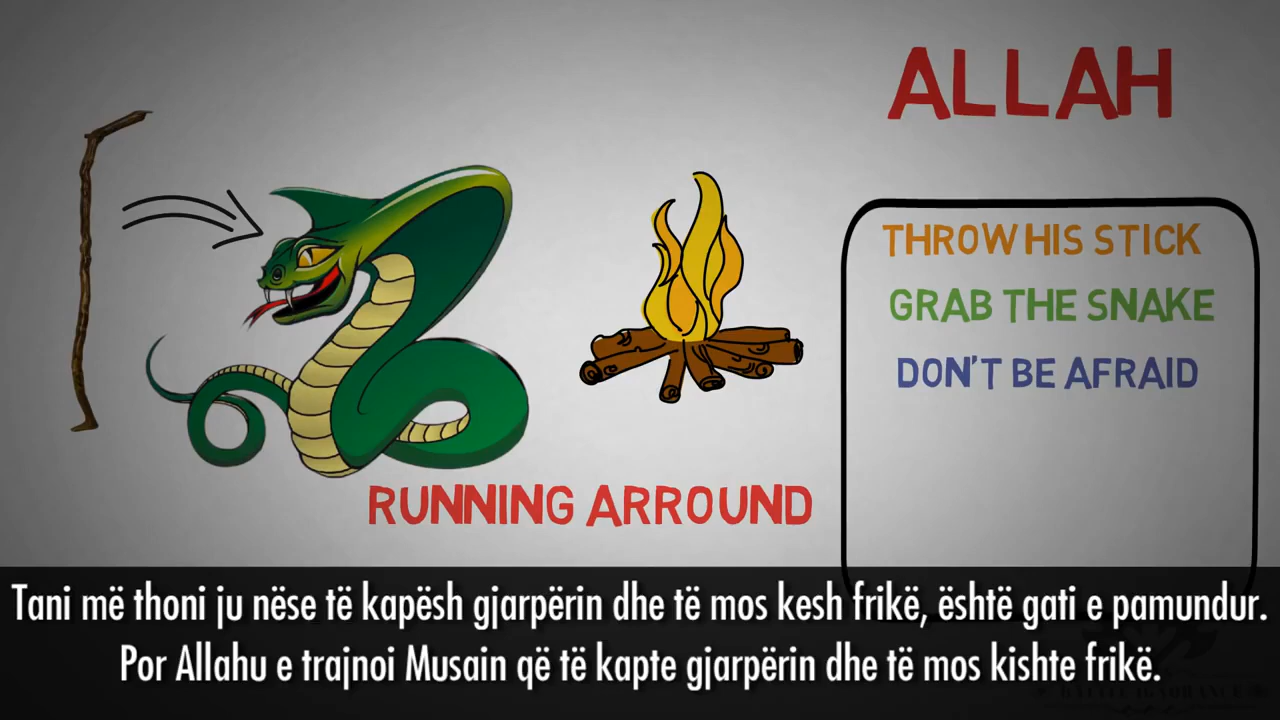 ALLAH
THROW HIS STICK
GRAB THE SNAKE
DON'T BE AFRAID
RUNNING ARROUND
Tani më thoni ju nëse të kapësh gjarpërin dhe të mos kesh frikë, është gati e pamundur.
Por Allahu e trajnoi Musain që të kapte gjarpërin dhe të mos kishte frikë.